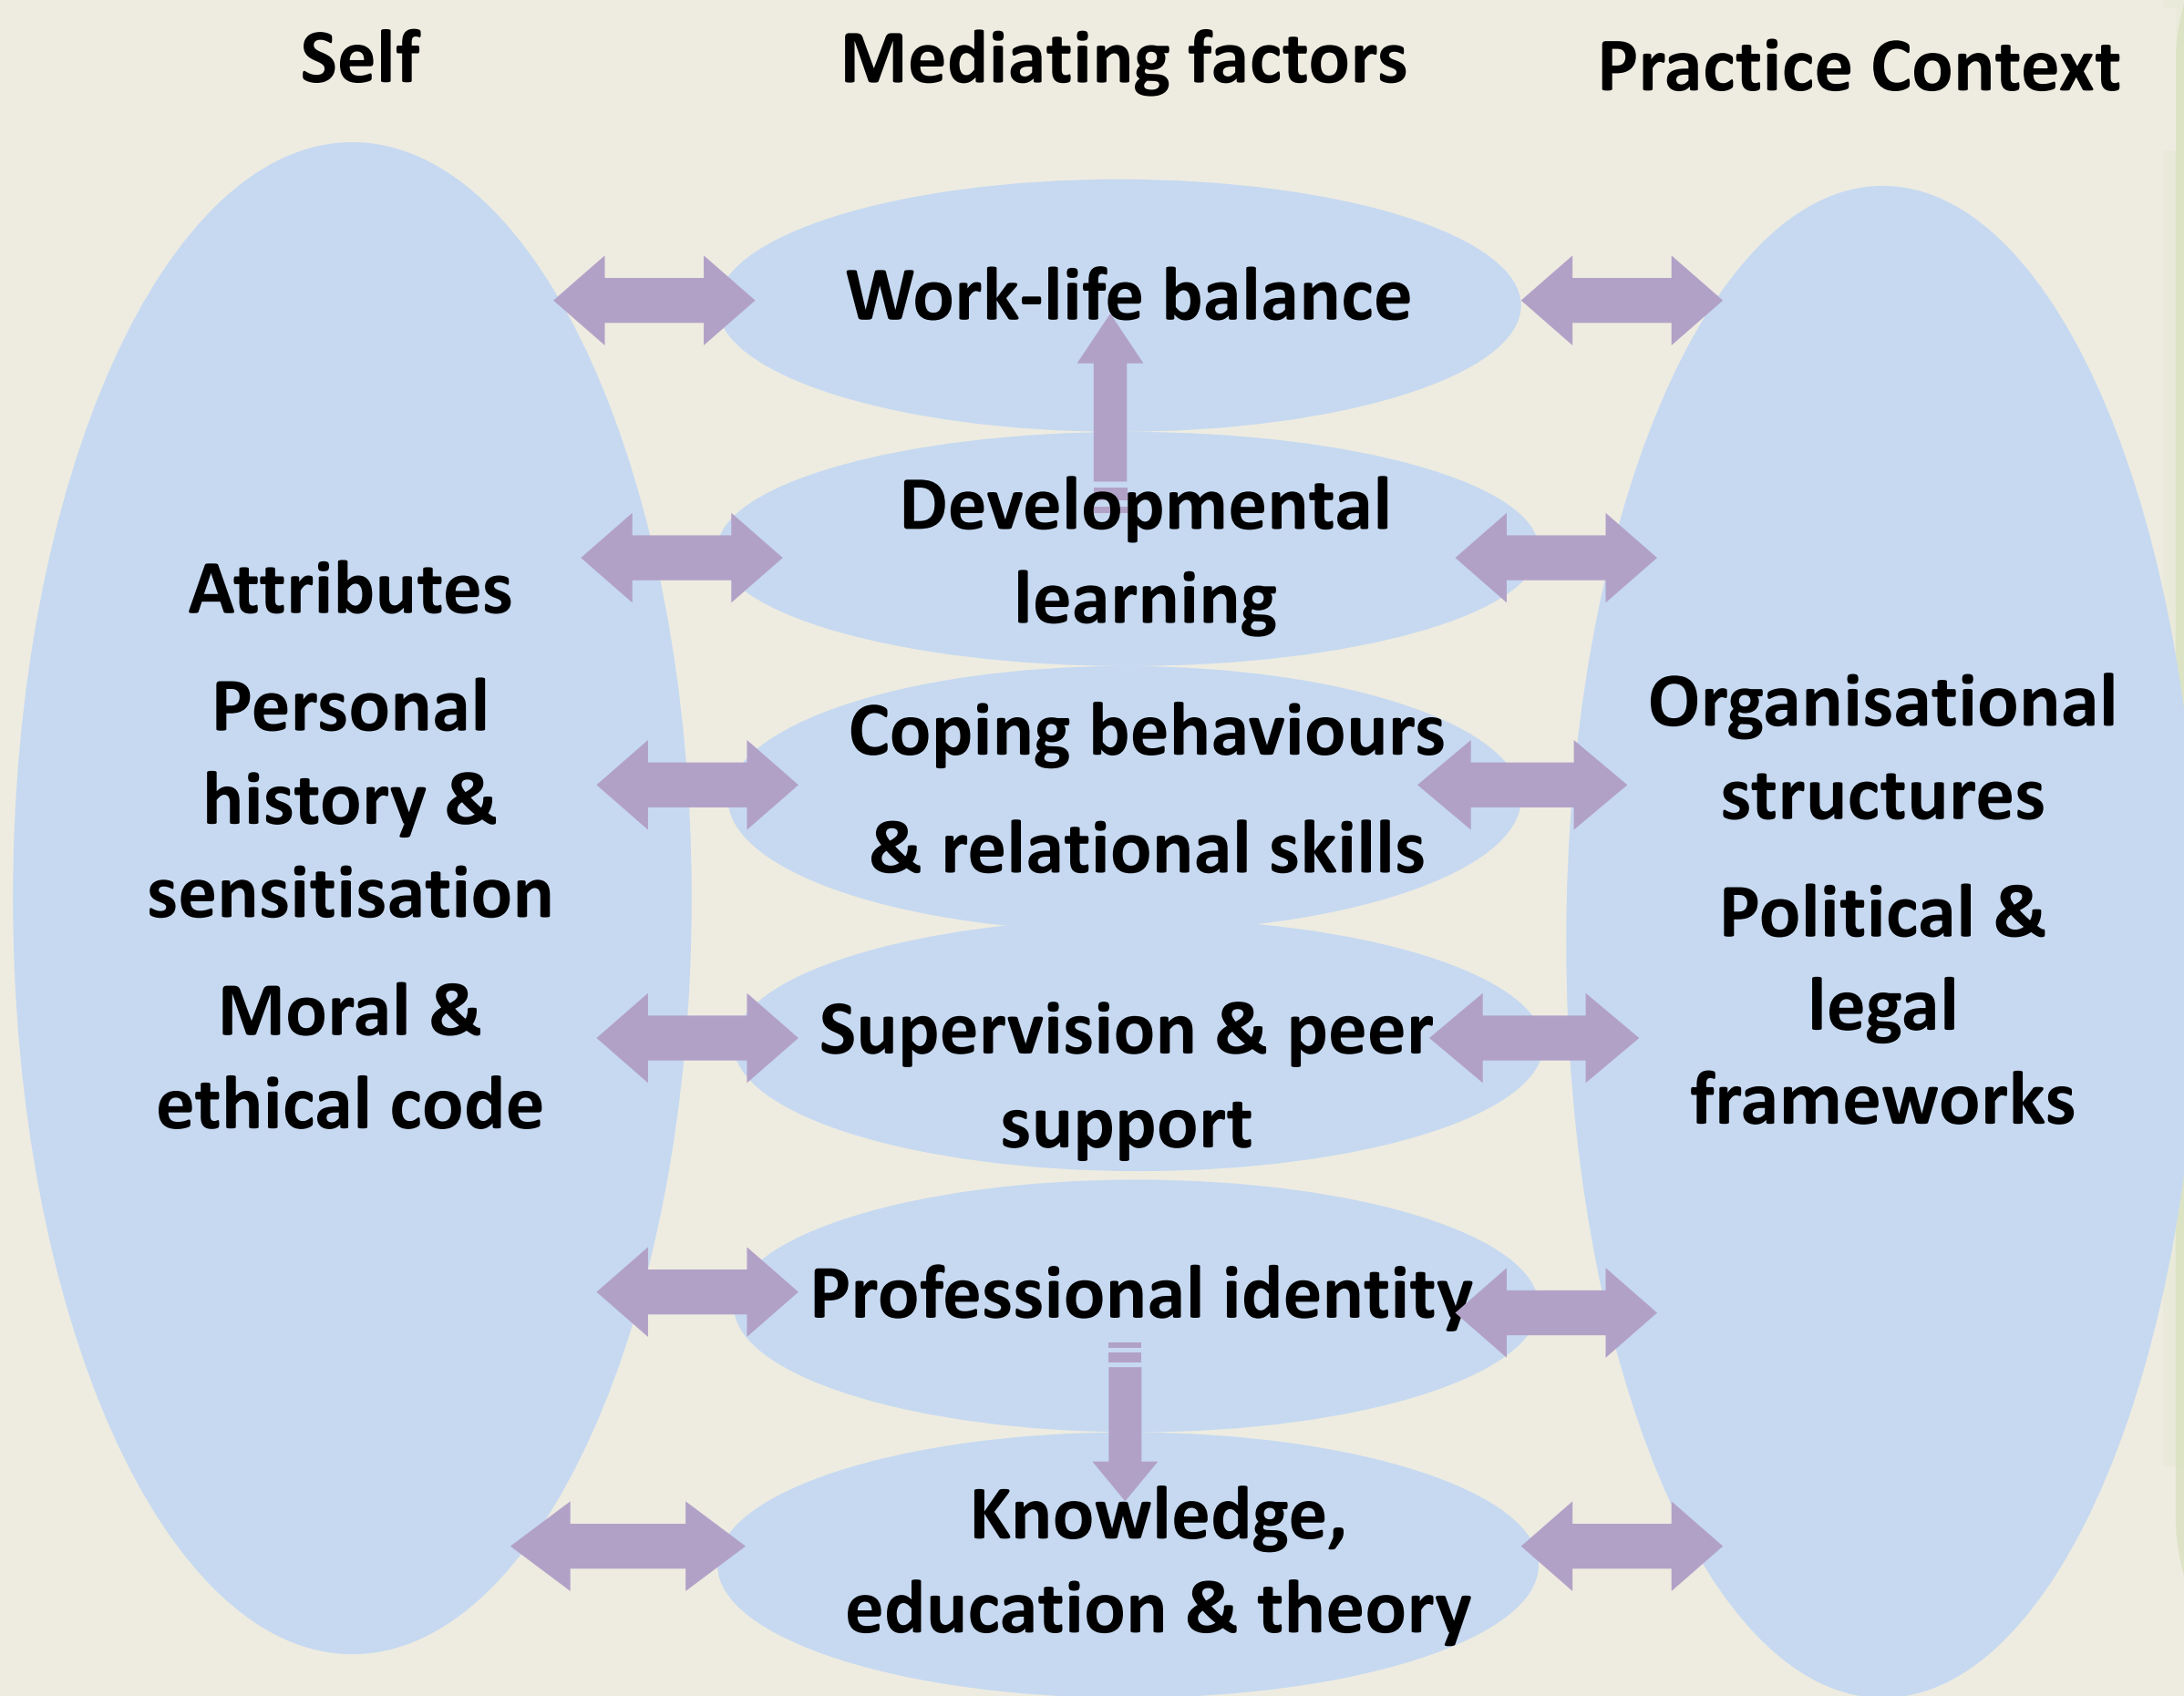 Self
Mediating factors
Practice Context
Attributes
Personal
history &
sensitisation
Moral &
ethical code
Work-life balance
Developmental
learning
Coping behaviours
& relational skills
Supervision & peer
support
Professional identity
Knowledge,
education & theory
Organisational
structures
Political &
legal
frameworks